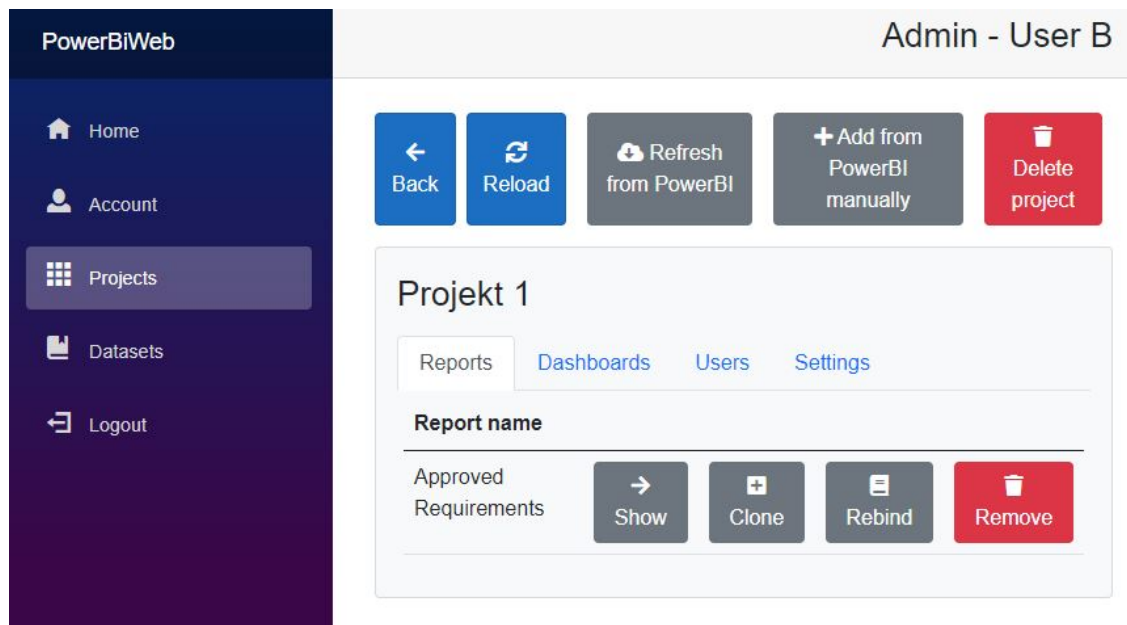 PowerBiWeb
Admin - User B
Home
Account
Projects
Datasets
Logout
Back
Reload
Refresh
from PowerBI
Add from
PowerBI
manually
Delete
project
Projekt 1
Reports Dashboards Users Settings
Report name
Approved
Requirements
Show
Clone
Rebind
Remove